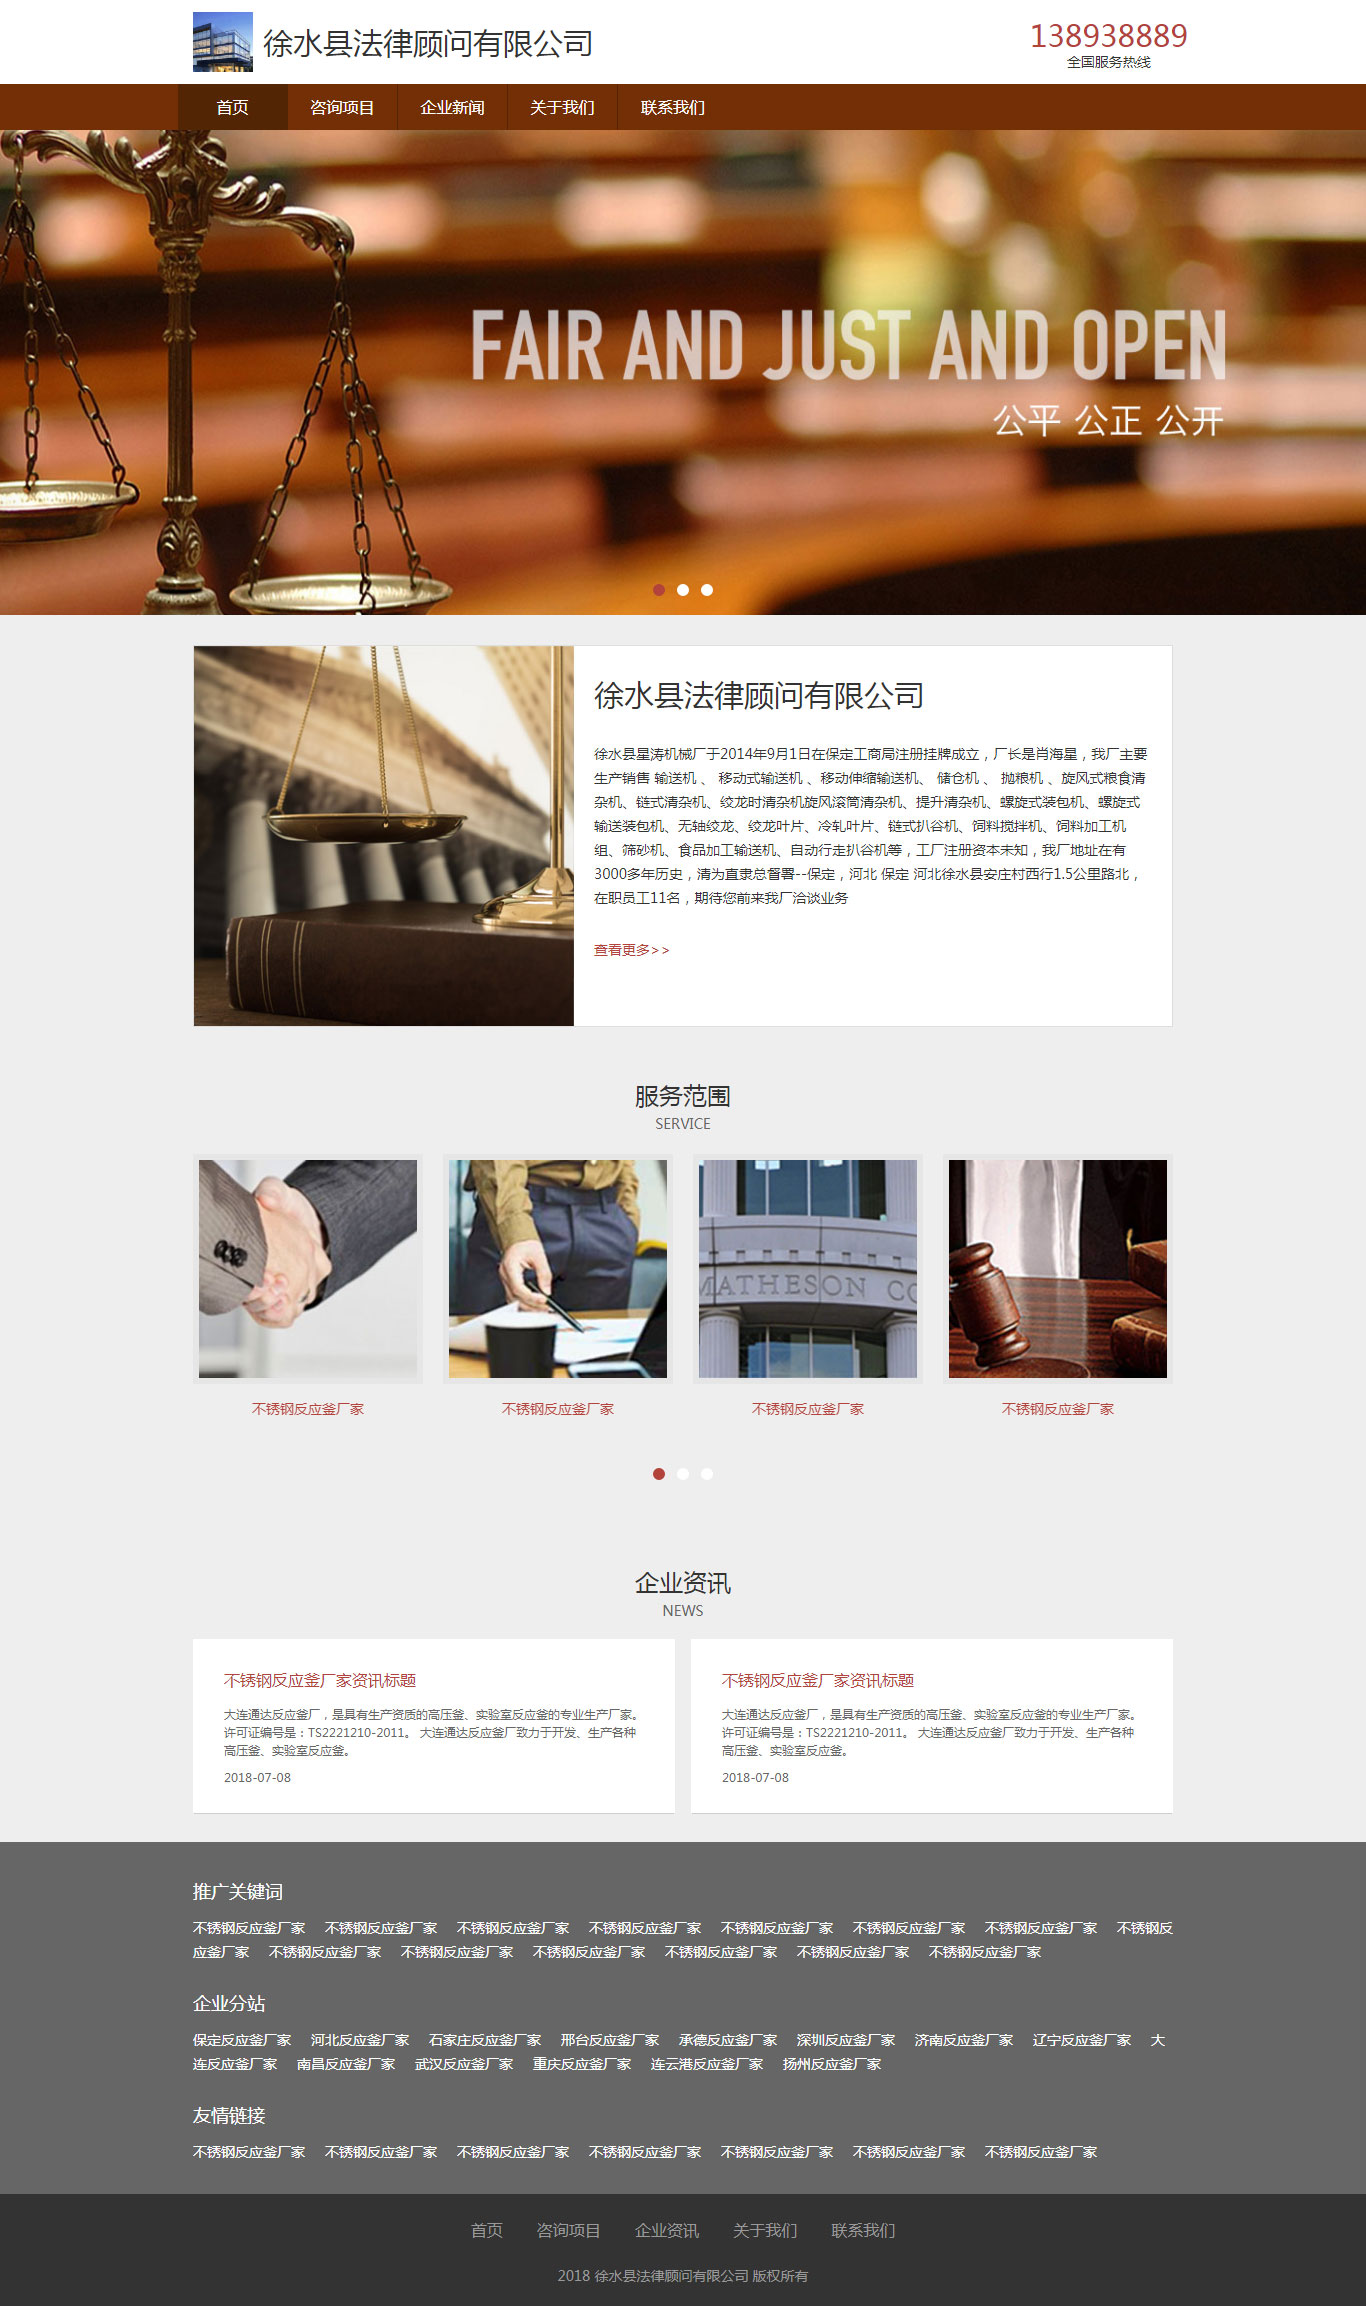 徐水县法律顾问有限公司
138938889
全国服务热线
首页 咨询项目 企业新闻 关于我们 联系我们
FAIR AND JUST AND OPEN
公平 公正 公开
徐水县法律顾问有限公司
徐水县星涛机械厂于2014年9月1日在保定工商局注册挂牌成立，厂长是肖海星，我厂主要
生产销售 输送机 、 移动式输送机 、移动伸缩输送机、 储仓机 、 抛粮机 、旋风式粮食清
杂机、链式清杂机、绞龙时清杂机旋风滚筒清杂机、提升清杂机、螺旋式装包机、螺旋式
输送装包机、无轴绞龙、绞龙叶片、冷轧叶片、链式扒谷机、饲料搅拌机、饲料加工机
组、筛砂机、食品加工输送机、自动行走扒谷机等，工厂注册资本未知，我厂地址在有
3000多年历史，清为直隶总督署--保定，河北 保定 河北徐水县安庄村西行1.5公里路北，
在职员工11名，期待您前来我厂洽谈业务
查看更多>>
服务范围
SERVICE
MATHESON CO
不锈钢反应釜厂家 不锈钢反应釜厂家 不锈钢反应釜厂家 不锈钢反应釜厂家
企业资讯
NEWS
不锈钢反应釜厂家资讯标题
大连通达反应釜厂，是具有生产资质的高压釜、实验室反应釜的专业生产厂家。
许可证编号是：TS2221210-2011。 大连通达反应釜厂致力于开发、生产各种
高压釜、实验室反应釜。
2018-07-08
不锈钢反应釜厂家资讯标题
大连通达反应釜厂，是具有生产资质的高压釜、实验室反应釜的专业生产厂家。
许可证编号是：TS2221210-2011。 大连通达反应釜厂致力于开发、生产各种
高压釜、实验室反应釜。
2018-07-08
推广关键词
不锈钢反应釜厂家 不锈钢反应釜厂家 不锈钢反应釜厂家 不锈钢反应釜厂家 不锈钢反应釜厂家 不锈钢反应釜厂家 不锈钢反应釜厂家 不锈钢反
应釜厂家 不锈钢反应釜厂家 不锈钢反应釜厂家 不锈钢反应釜厂家 不锈钢反应釜厂家 不锈钢反应釜厂家 不锈钢反应釜厂家
企业分站
保定反应釜厂家 河北反应釜厂家 石家庄反应釜厂家 邢台反应釜厂家 承德反应釜厂家 深圳反应釜厂家 济南反应釜厂家 辽宁反应釜厂家 大
连反应釜厂家 南昌反应釜厂家 武汉反应釜厂家 重庆反应釜厂家 连云港反应釜厂家 扬州反应釜厂家
友情链接
不锈钢反应釜厂家 不锈钢反应釜厂家 不锈钢反应釜厂家 不锈钢反应釜厂家 不锈钢反应釜厂家 不锈钢反应釜厂家 不锈钢反应釜厂家
首页 咨询项目 企业资讯 关于我们 联系我们
2018 徐水县法律顾问有限公司 版权所有